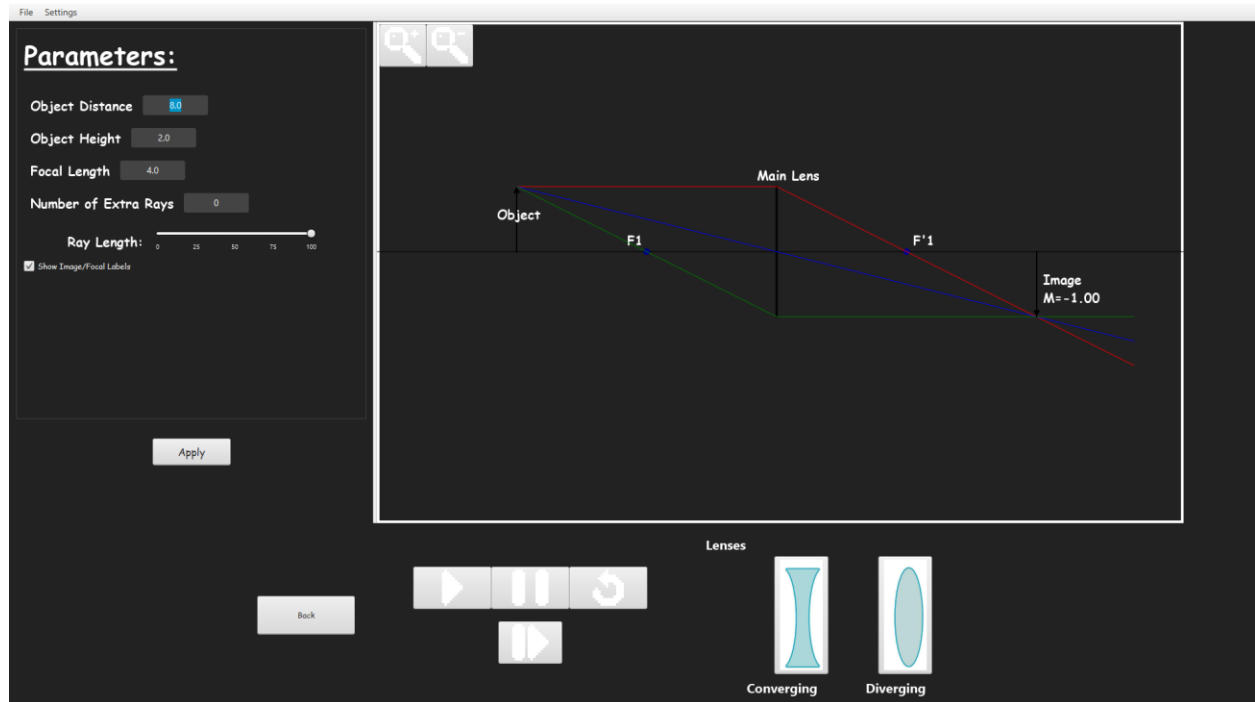 File Settings
Parameters:
Object Distance 8.0
Object Height 2.0
Focal Length 4.0
Number of Extra Rays 0
Ray Length: 0 25 50 75 100
Show Image/Focal Labels
Apply
Back
Main Lens
Object
F1
F'1
Image
M=-1.00
Lenses
Converging Diverging